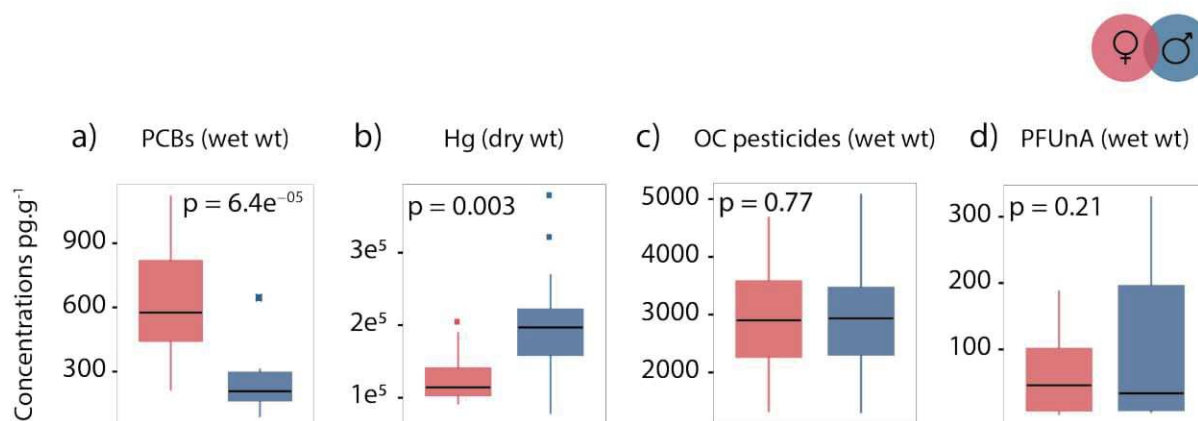 ♀ ♂
a) PCBs (wet wt) b) Hg (dry wt) c) OC pesticides (wet wt) d) PFUnA (wet wt)
Concentrations pg.g⁻¹
p = 6.4e⁻⁰⁵
900
600
300
p = 0.003
3e⁵
2e⁵
1e⁵
p = 0.77
5000
4000
3000
2000
p = 0.21
300
200
100